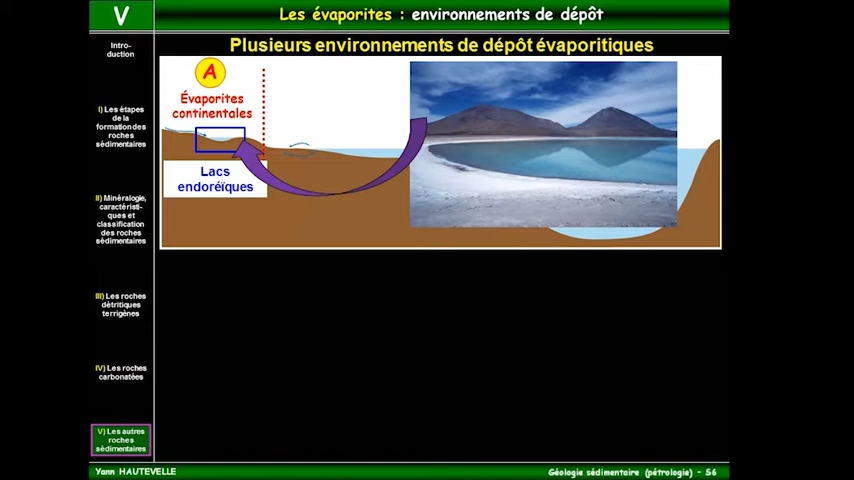 V
Les évaporites : environnements de dépôt
Plusieurs environnements de dépôt évaporitiques
Intro-
duction
I) Les étapes
de la
formation des
roches
sédimentaires
II) Minéralogie,
caractéristi-
ques et
classification
des roches
sédimentaires
III) Les roches
détritiques
terrigènes
IV) Les roches
carbonatées
V) Les autres
roches
sédimentaires
A
Évaporites
continentales
Lacs
endoréïques
Yann HAUTEVELLE
Géologie sédimentaire (pétrologie) - 56